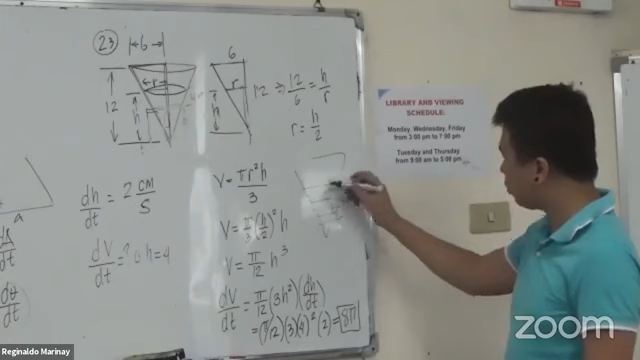 23
6
r
12
h
6
r
12
h
⇒ 12/6 = h/r
r = h/2
a
dh/dt = 2 cm/s
dV/dt = ? @ h=4
V = πr²h/3
V = π/3 (h/2)² h
V = π/12 h³
dV/dt = π/12 (3h²)(dh/dt)
= (π/12)(3)(4)²(2) = 8π
LIBRARY AND VIEWING
SCHEDULE:
Monday, Wednesday, Friday
from 3:00 pm to 7:00 pm
Tuesday and Thursday
from 9:00 am to 5:00 pm
zoom
Reginaldo Marinay